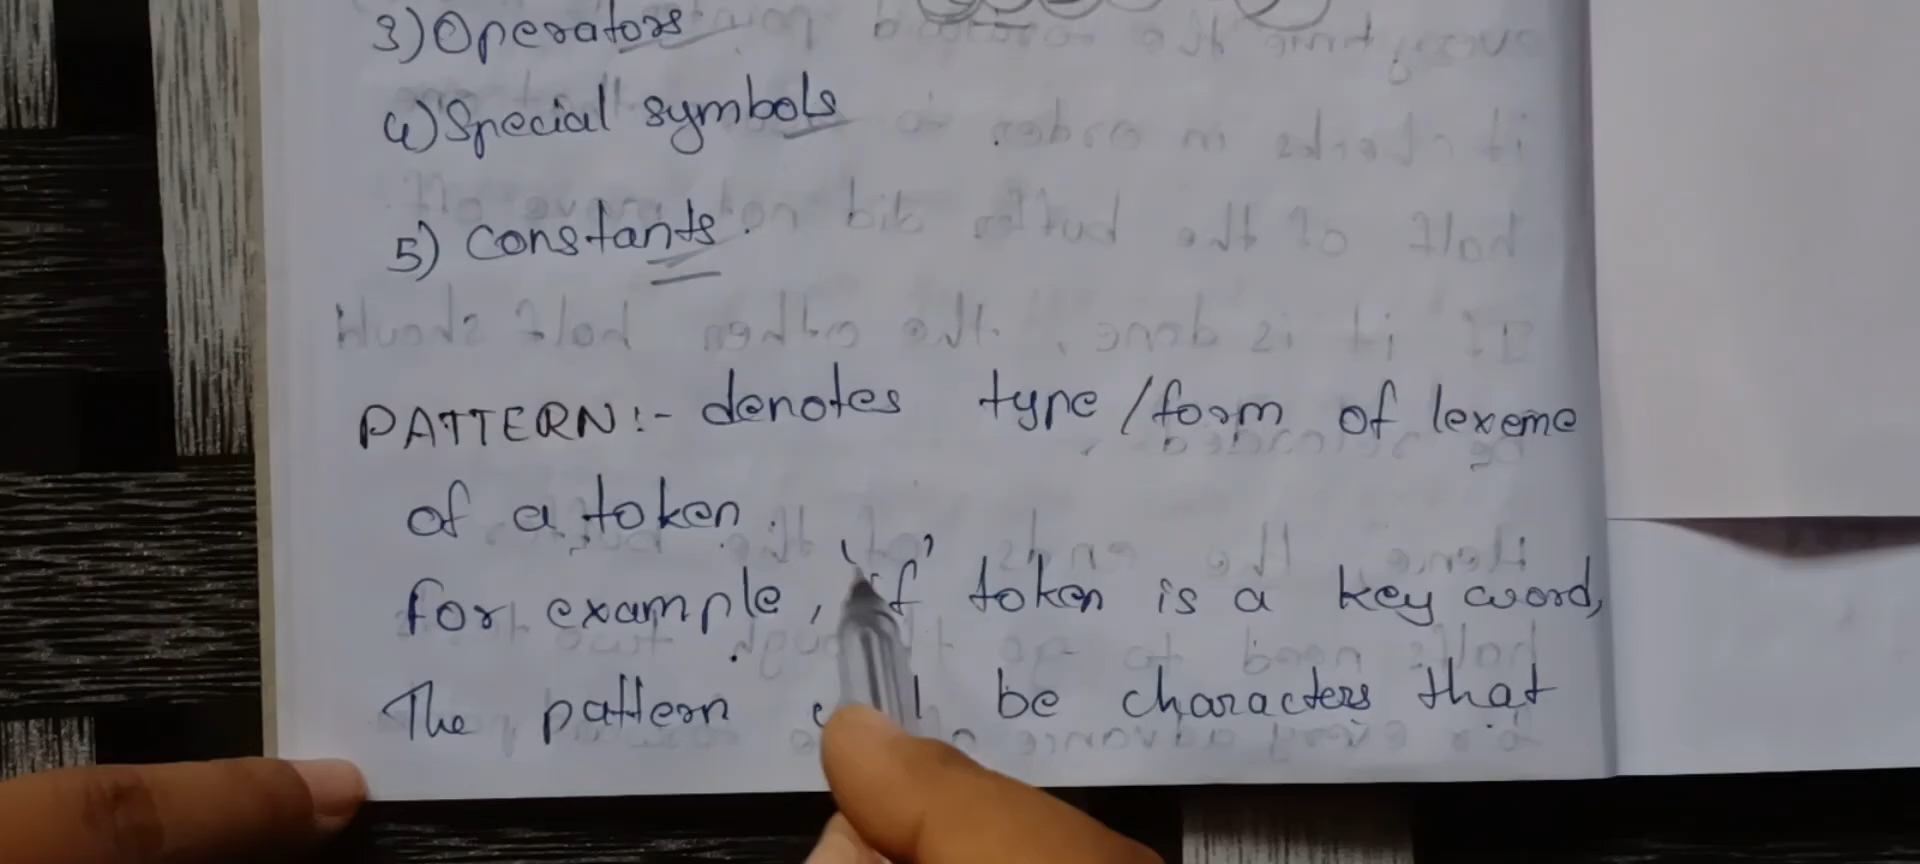 3) Operators
4) Special symbols
5) Constants.
PATTERN:- denotes type/form of lexeme
of a token.
for example, 'if' token is a key word,
The pattern be characters that